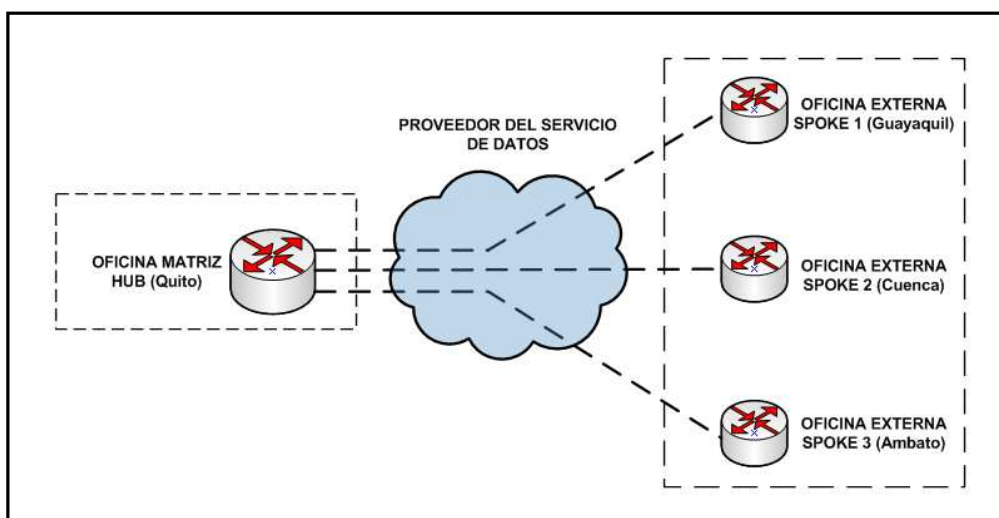 PROVEEDOR DEL SERVICIO
DE DATOS
OFICINA MATRIZ
HUB (Quito)
OFICINA EXTERNA
SPOKE 1 (Guayaquil)
OFICINA EXTERNA
SPOKE 2 (Cuenca)
OFICINA EXTERNA
SPOKE 3 (Ambato)